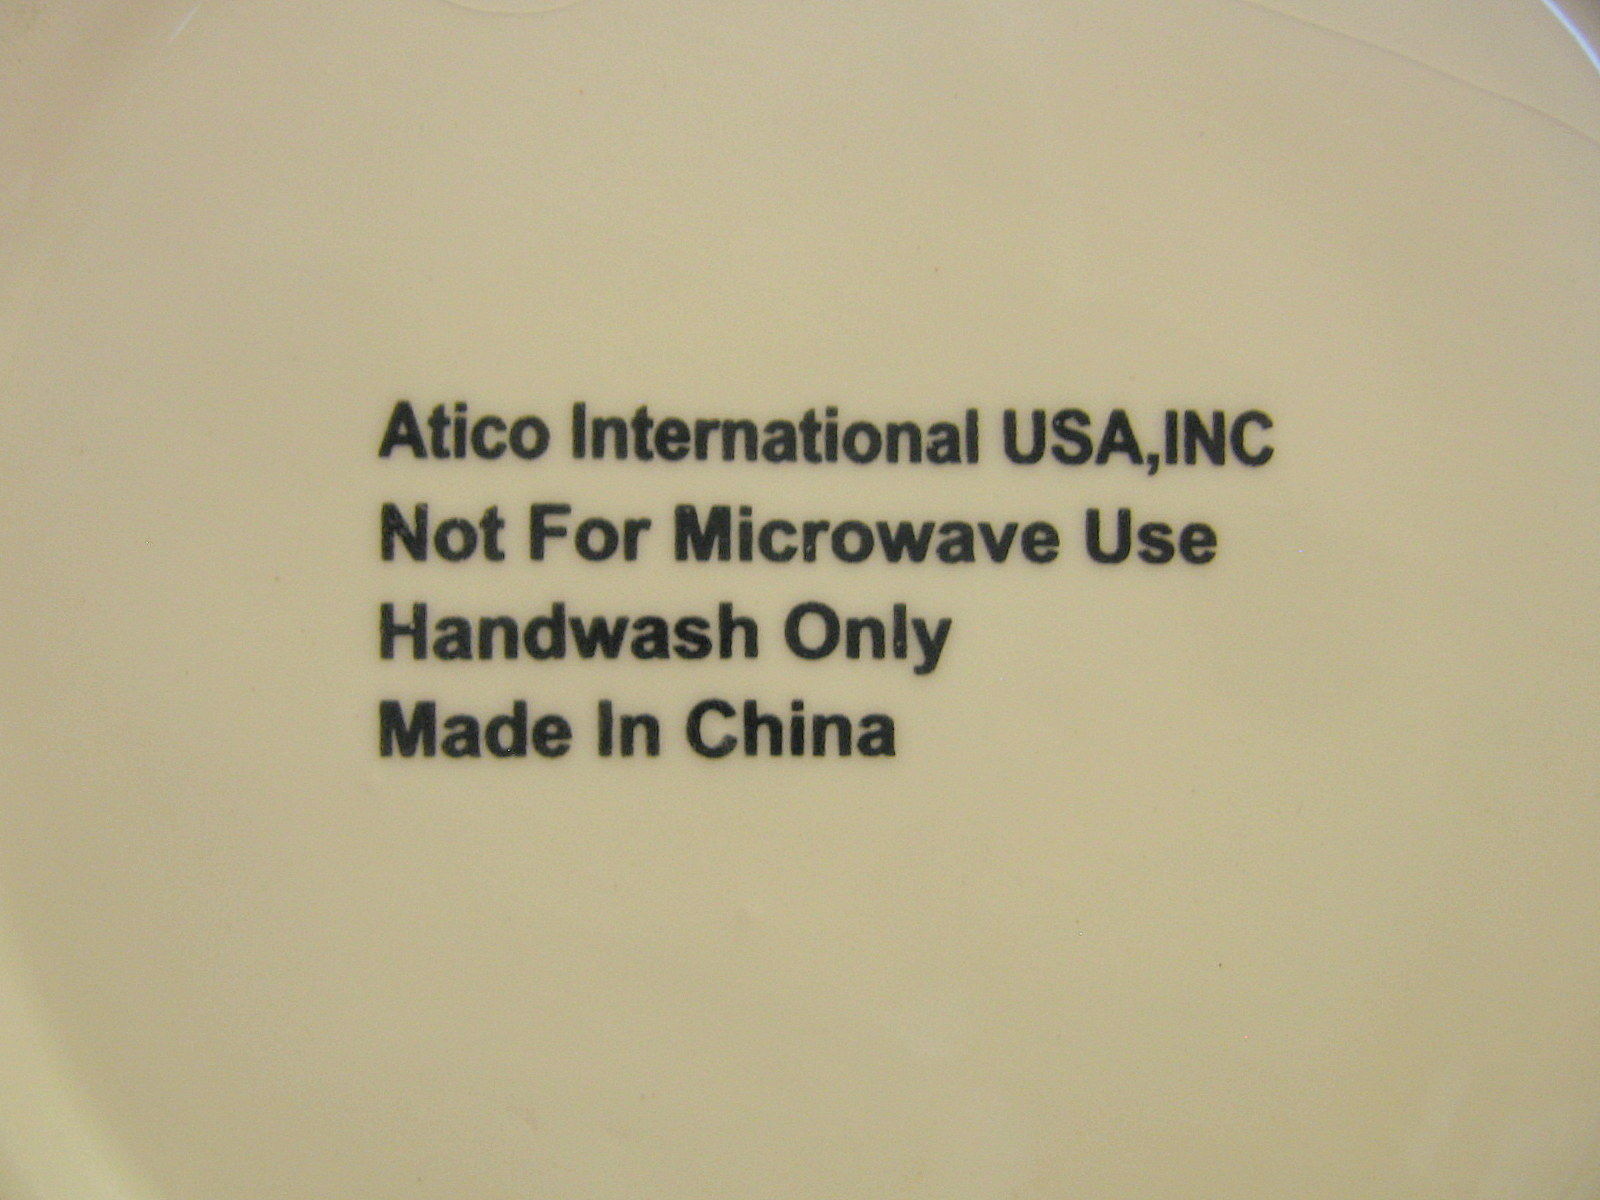 Atico International USA,INC
Not For Microwave Use
Handwash Only
Made In China